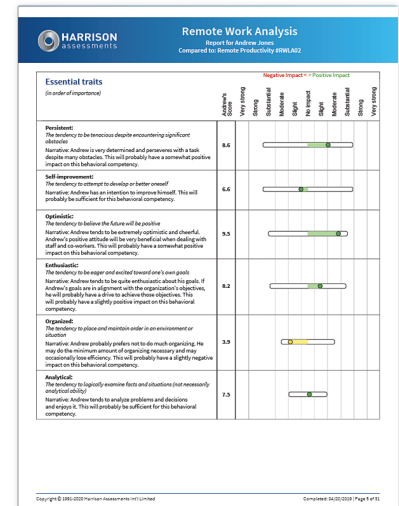 HARRISON
assessments
Remote Work Analysis
Report for Andrew Jones
Compared to: Remote Productivity #RWLA02
Essential traits
(in order of importance)
Negative Impact < > Positive Impact
Andrew's Score
Very strong
Strong
Substantial
Moderate
Slight
No impact
Slight
Moderate
Substantial
Strong
Very strong
Persistent:
The tendency to be tenacious despite encountering significant
obstacles
Narrative: Andrew is very determined and perseveres with a task
despite many obstacles. This will probably have a somewhat positive
impact on this behavioral competency.
8.6
Self-improvement:
The tendency to attempt to develop or better oneself
Narrative: Andrew has an intention to improve himself. This will
probably be sufficient for this behavioral competency.
6.6
Optimistic:
The tendency to believe the future will be positive
Narrative: Andrew tends to be extremely optimistic and cheerful.
Andrew's positive attitude will be very beneficial when dealing with
staff and co-workers. This will probably have a somewhat positive
impact on this behavioral competency.
9.5
Enthusiastic:
The tendency to be eager and excited toward one's own goals
Narrative: Andrew tends to be quite enthusiastic about his goals. If
Andrew's goals are in alignment with the organization's objectives,
he will probably have a drive to achieve those objectives. This
will probably have a slightly positive impact on this behavioral
competency.
8.2
Organized:
The tendency to place and maintain order in an environment or
situation
Narrative: Andrew probably prefers not to do much organizing. He
may do the minimum amount of organizing necessary and may
occasionally lose efficiency. This will probably have a slightly negative
impact on this behavioral competency.
3.9
Analytical:
The tendency to logically examine facts and situations (not necessarily
analytical ability)
Narrative: Andrew tends to analyze problems and decisions
and enjoys it. This will probably be sufficient for this behavioral
competency.
7.5
Copyright © 1991-2020 Harrison Assessments Int'l Limited
Completed: 04/20/2019 | Page 5 of 31